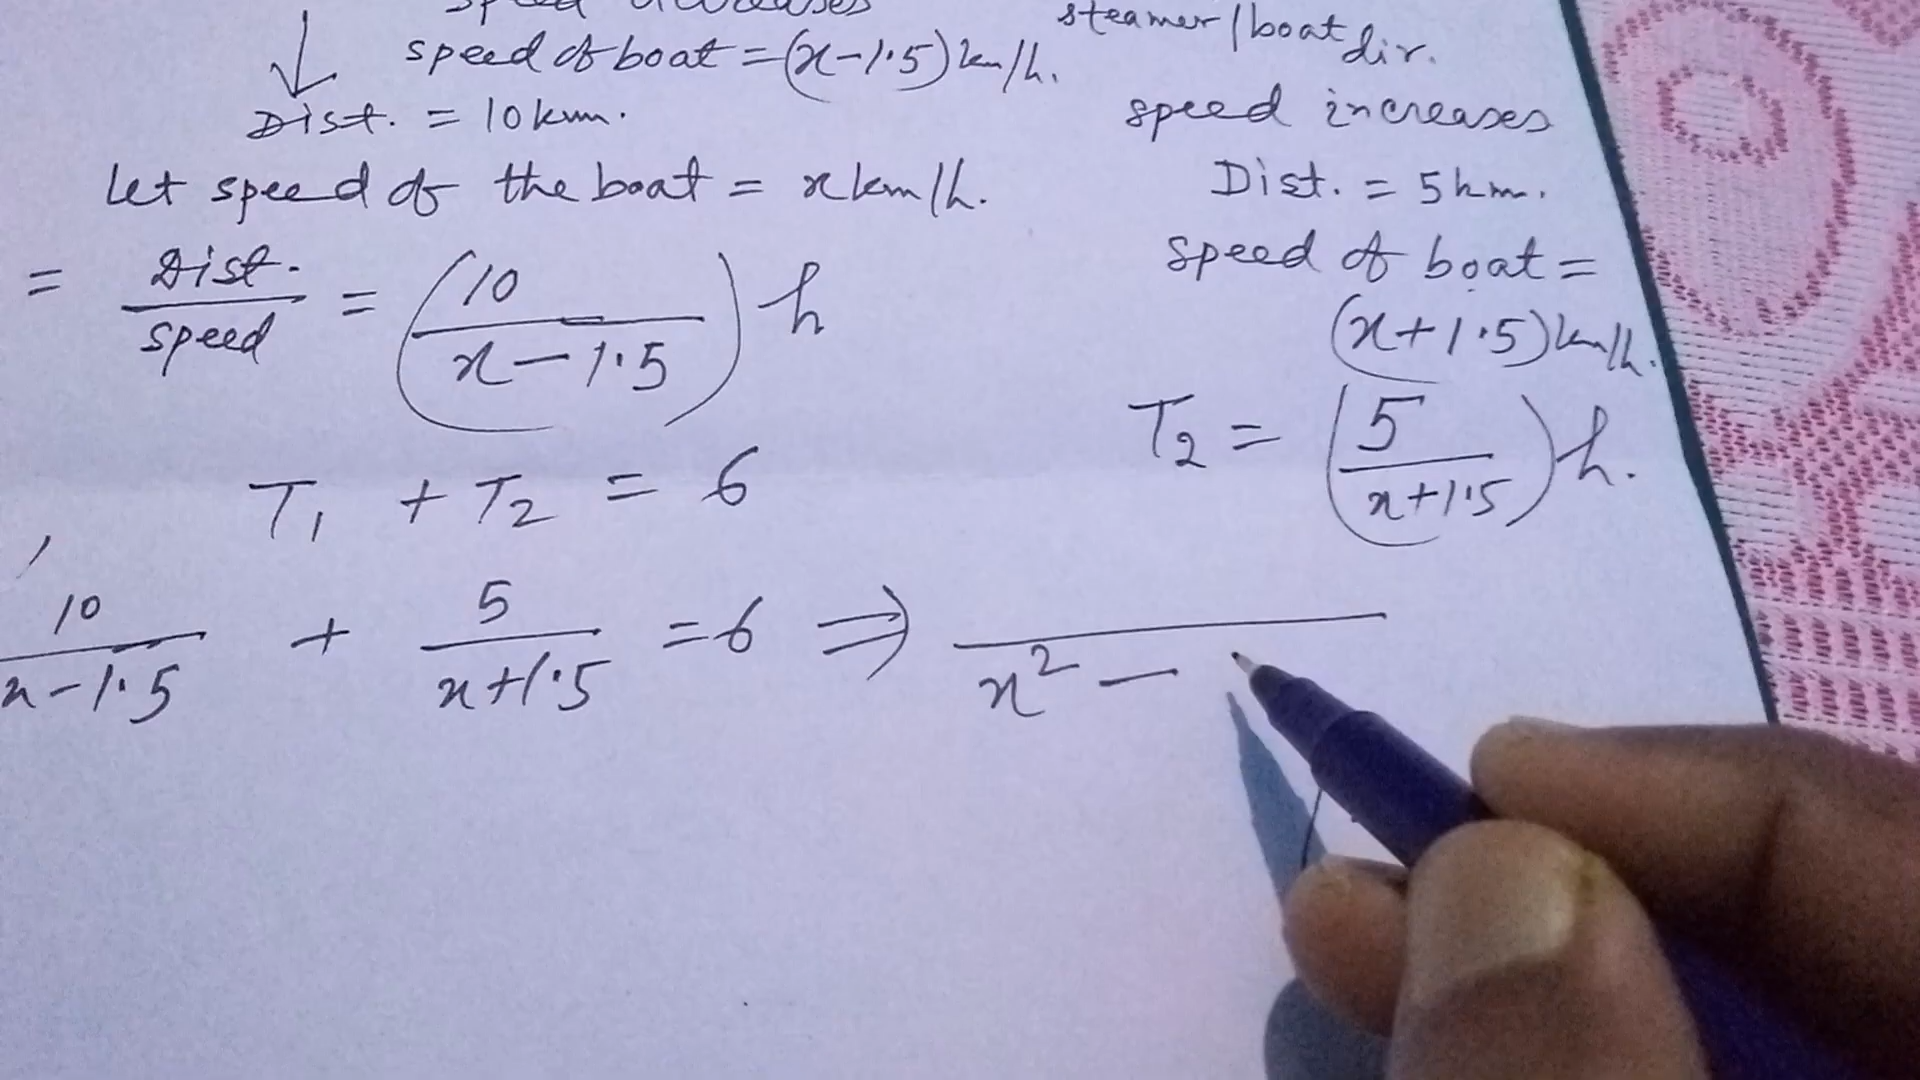 speed decreases
steamer/boat dir.
speed of boat = (x-1.5) km/h.
Dist. = 10 km.
speed increases
Let speed of the boat = x km/h.
Dist. = 5 km.
= Dist./speed = (10/(x-1.5)) h
speed of boat =
(x+1.5) km/h.
T₂ = (5/(x+1.5)) h.
T₁ + T₂ = 6
10/(x-1.5) + 5/(x+1.5) = 6 ⇒ /(x² -